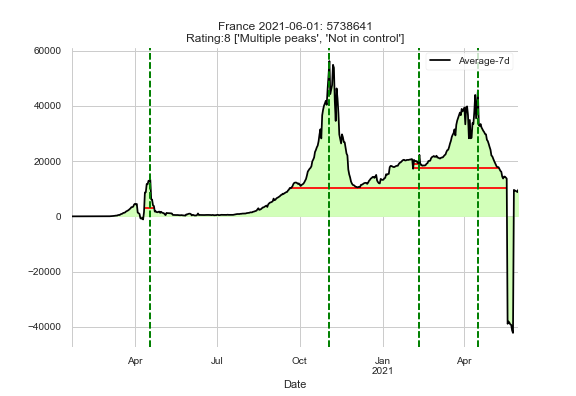 France 2021-06-01: 5738641
Rating:8 ['Multiple peaks', 'Not in control']
Average-7d
60000
40000
20000
0
−20000
−40000
Apr
Jul
Oct
Jan
2021
Apr
Date